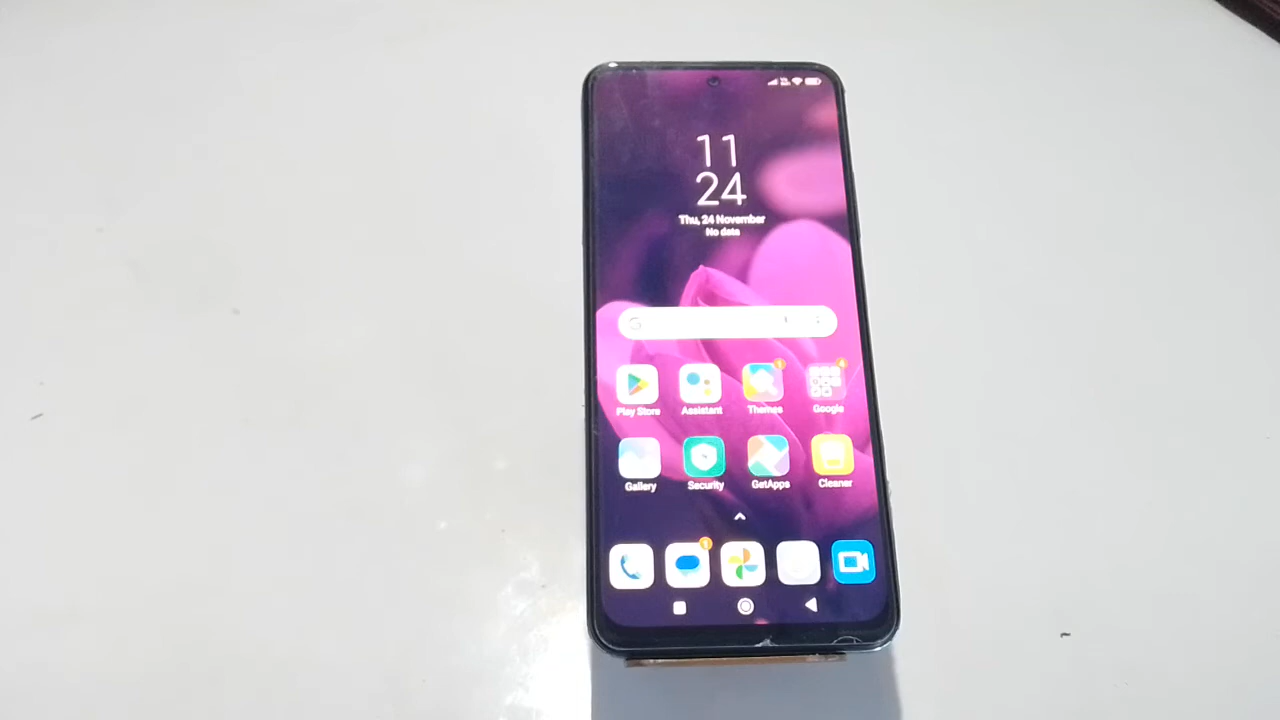 11
24
Thu, 24 November
No data
Play Store
Assistant
Themes
Google
Gallery
Security
GetApps
Cleaner